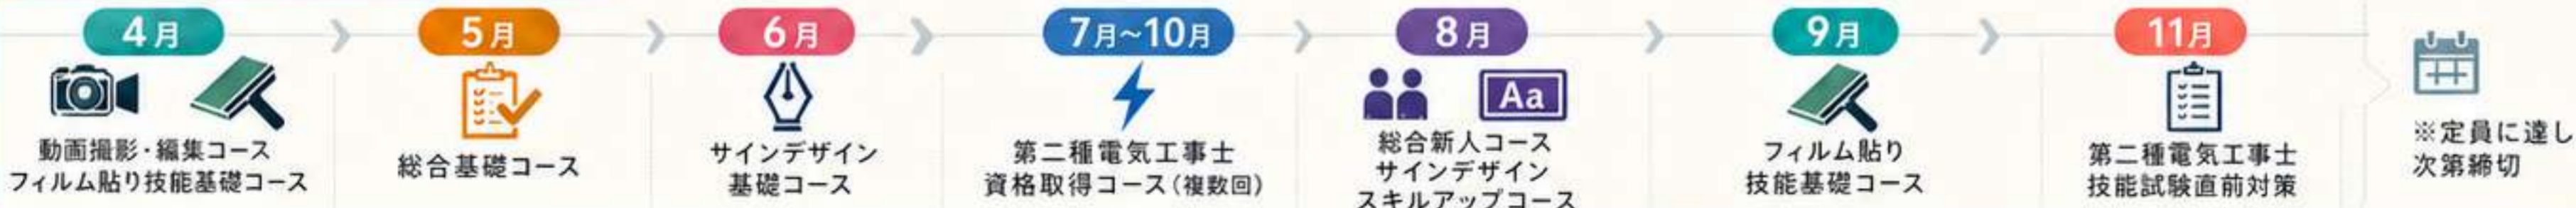 4月
動画撮影・編集コース
フィルム貼り技能基礎コース
5月
総合基礎コース
6月
サインデザイン
基礎コース
7月~10月
第二種電気工事士
資格取得コース(複数回)
8月
Aa
総合新人コース
サインデザイン
スキルアップコース
9月
フィルム貼り
技能基礎コース
11月
第二種電気工事士
技能試験直前対策
※定員に達し
次第締切